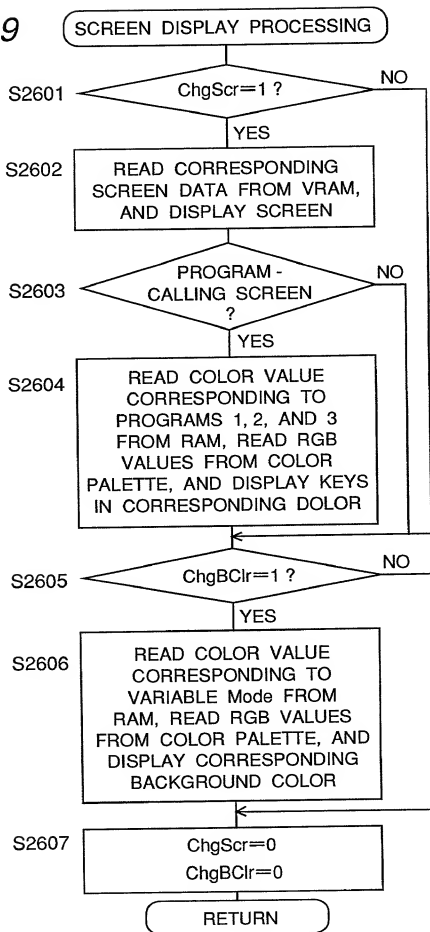 9
SCREEN DISPLAY PROCESSING
S2601
ChgScr=1 ?
NO
YES
S2602
READ CORRESPONDING
SCREEN DATA FROM VRAM,
AND DISPLAY SCREEN
S2603
PROGRAM-
CALLING SCREEN
?
NO
YES
S2604
READ COLOR VALUE
CORRESPONDING TO
PROGRAMS 1, 2, AND 3
FROM RAM, READ RGB
VALUES FROM COLOR
PALETTE, AND DISPLAY KEYS
IN CORRESPONDING DOLOR
S2605
ChgBClr=1 ?
NO
YES
S2606
READ COLOR VALUE
CORRESPONDING TO
VARIABLE Mode FROM
RAM, READ RGB VALUES
FROM COLOR PALETTE, AND
DISPLAY CORRESPONDING
BACKGROUND COLOR
S2607
ChgScr=0
ChgBClr=0
RETURN